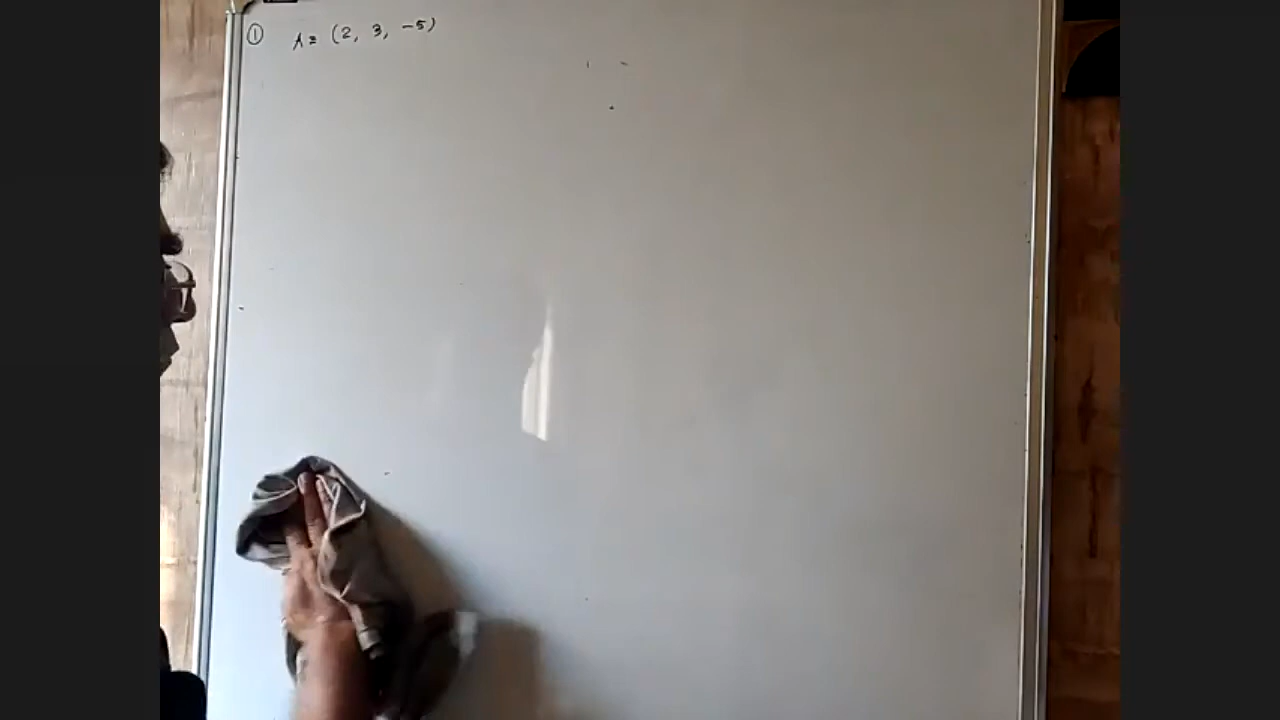 ① A = (2, 3, -5)